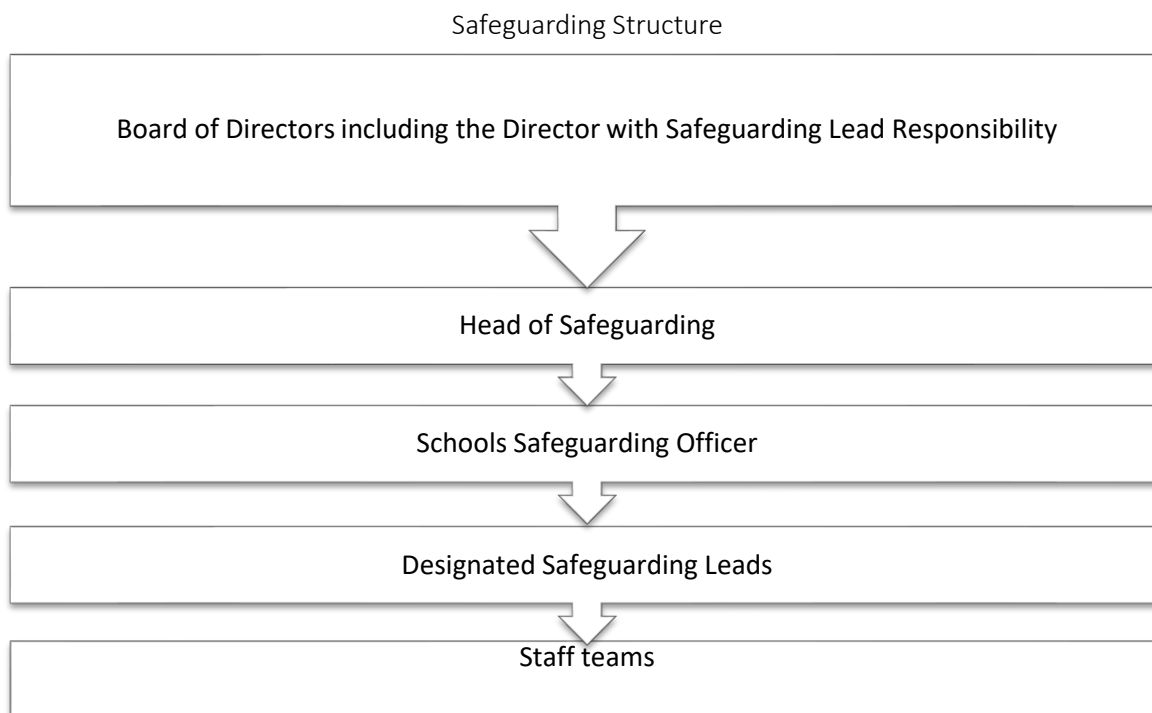 Safeguarding Structure
Board of Directors including the Director with Safeguarding Lead Responsibility
Head of Safeguarding
Schools Safeguarding Officer
Designated Safeguarding Leads
Staff teams